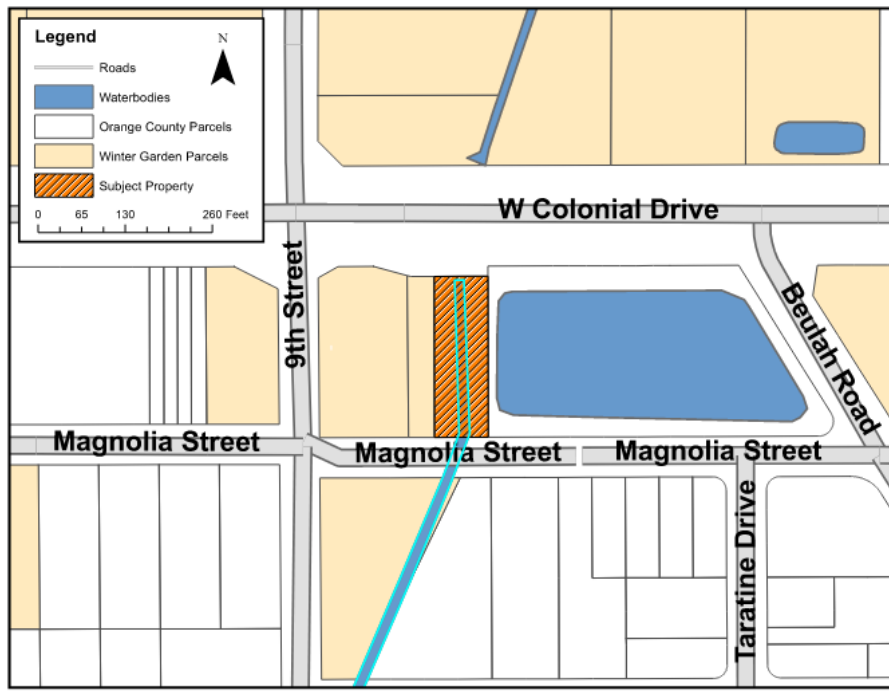 Legend
N
Roads
Waterbodies
Orange County Parcels
Winter Garden Parcels
Subject Property
0 65 130 260 Feet
W Colonial Drive
9th Street
Beulah Road
Magnolia Street
Magnolia Street
Magnolia Street
Taratine Drive